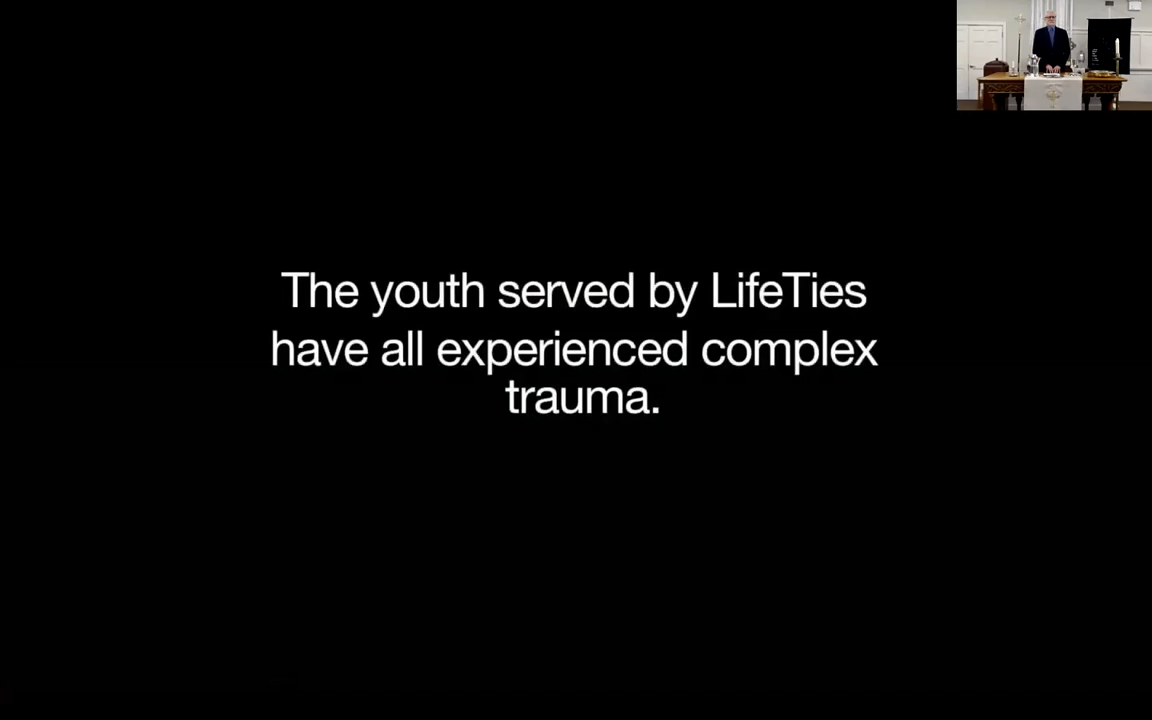 The youth served by LifeTies
have all experienced complex
trauma.